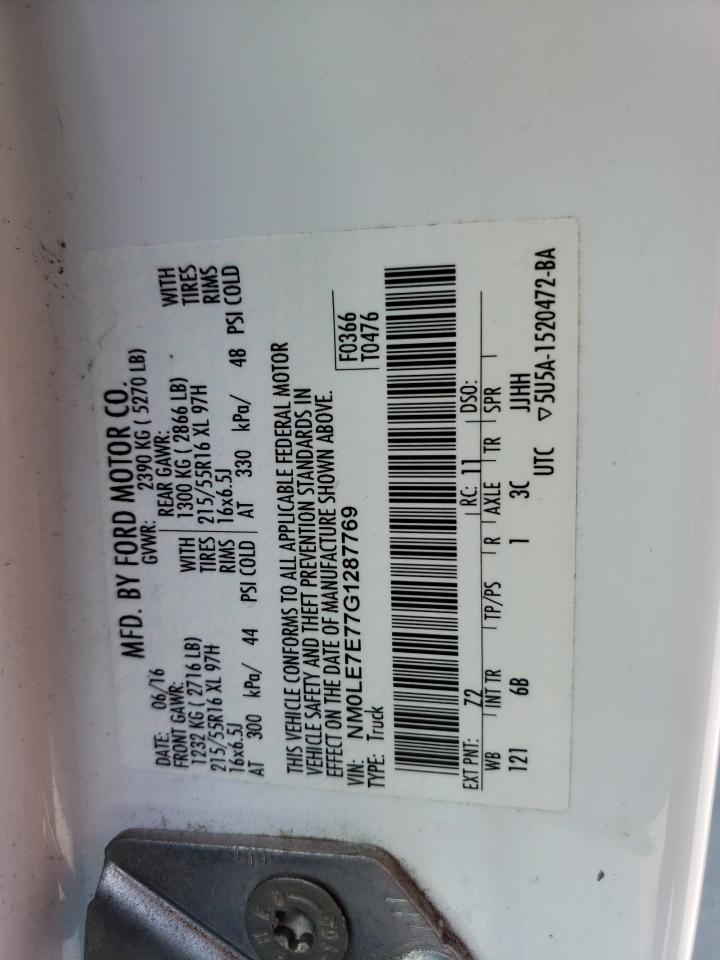 MFD. BY FORD MOTOR CO.
DATE: 06/16 GVWR: 2390 KG ( 5270 LB)
FRONT GAWR: REAR GAWR:
1232 KG ( 2716 LB) WITH 1300 KG ( 2866 LB) WITH
215/55R16 XL 97H TIRES 215/55R16 XL 97H TIRES
16x6.5J RIMS 16x6.5J RIMS
AT 300 kPa/ 44 PSI COLD AT 330 kPa/ 48 PSI COLD
THIS VEHICLE CONFORMS TO ALL APPLICABLE FEDERAL MOTOR
VEHICLE SAFETY AND THEFT PREVENTION STANDARDS IN
EFFECT ON THE DATE OF MANUFACTURE SHOWN ABOVE.
VIN: NM0LE7E77G1287769 F0366
TYPE: Truck T0476
EXT PNT: Z2 RC: 11 DSO:
WB INT TR TP/PS R AXLE TR SPR
121 6B 1 3C JJHH
UTC ▽5U5A-1520472-BA